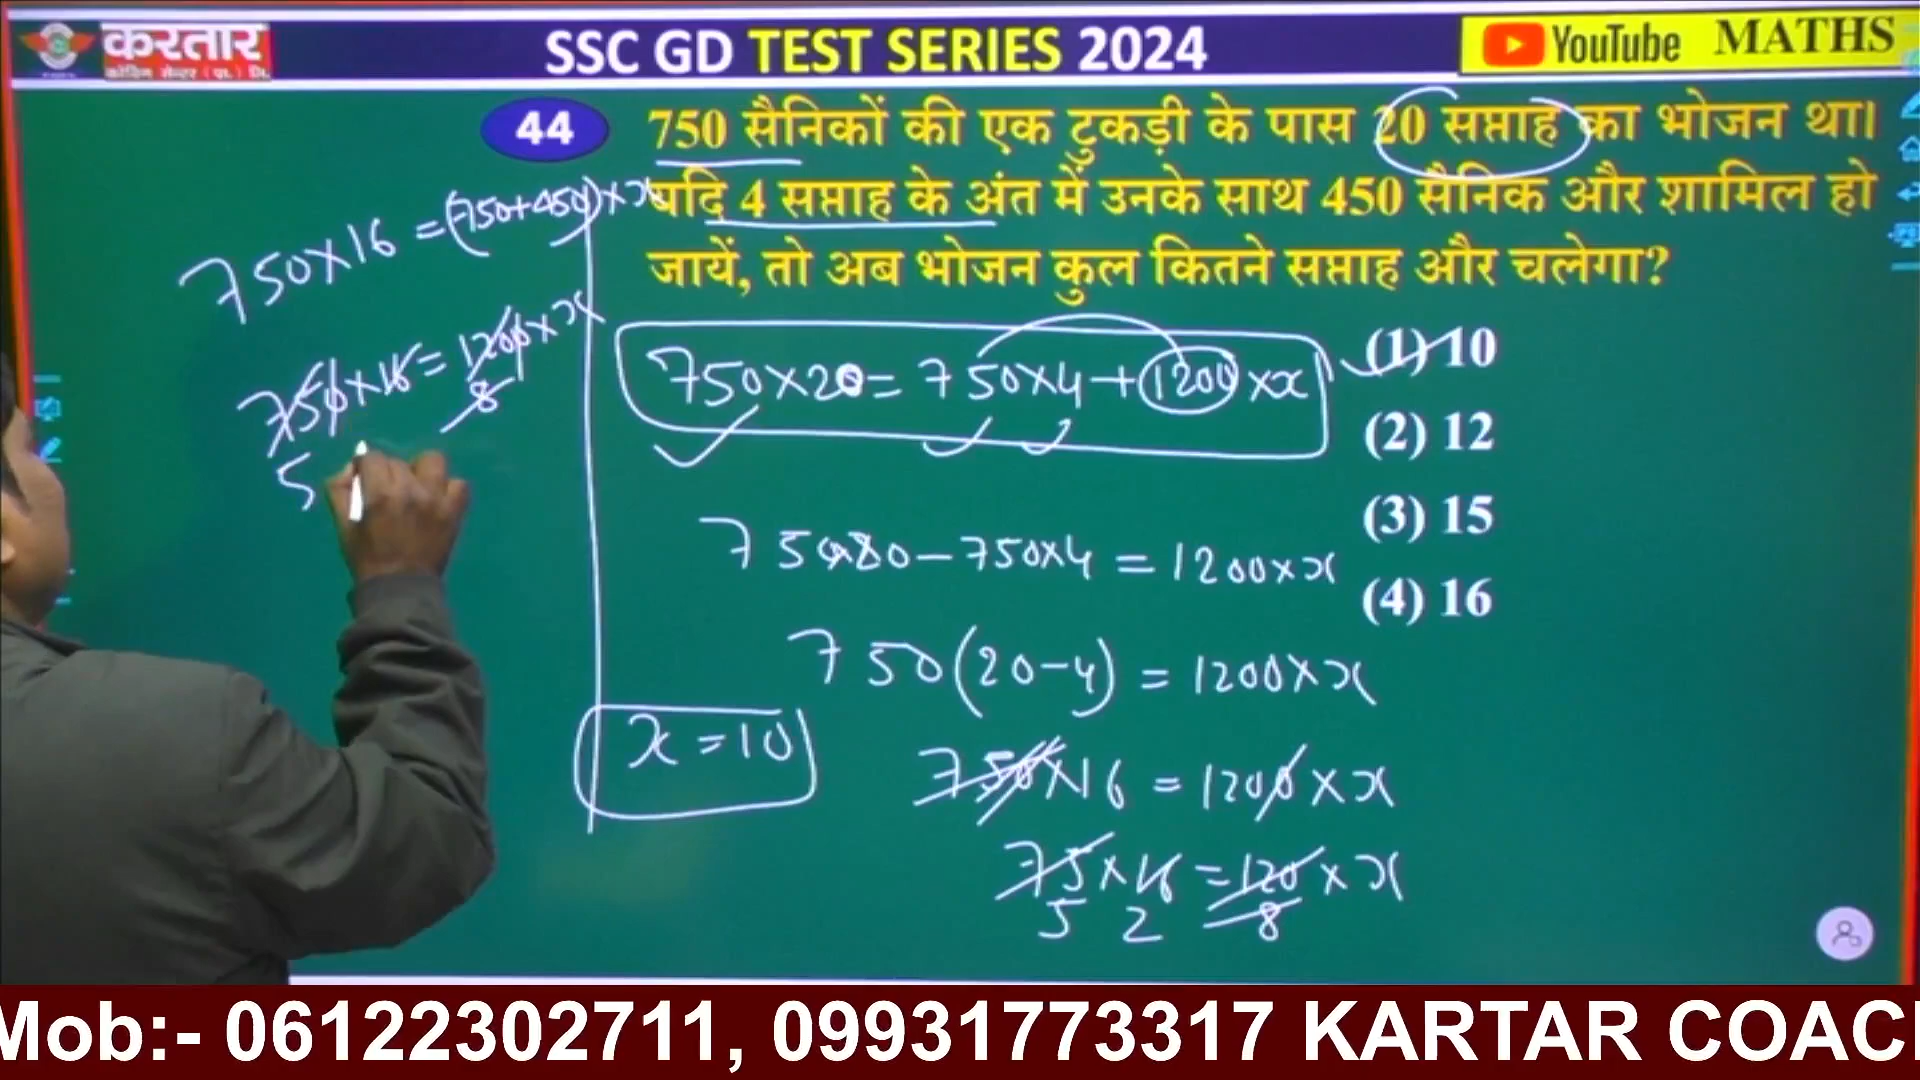 करतार
कोचिंग सेन्टर (प्रा.) लि.
SSC GD TEST SERIES 2024
YouTube MATHS
44
750 सैनिकों की एक टुकड़ी के पास 20 सप्ताह का भोजन था।
यदि 4 सप्ताह के अंत में उनके साथ 450 सैनिक और शामिल हो
जायें, तो अब भोजन कुल कितने सप्ताह और चलेगा?
(1) 10
(2) 12
(3) 15
(4) 16
750×16 = (750+450)×x
750×16 = 1200×x
8
5
750×20 = 750×4 + 1200×x
750×20 − 750×4 = 1200×x
750(20−4) = 1200×x
750×16 = 1200×x
75×16 = 120×x
5 2 8
x = 10
Mob:- 06122302711, 09931773317 KARTAR COAC